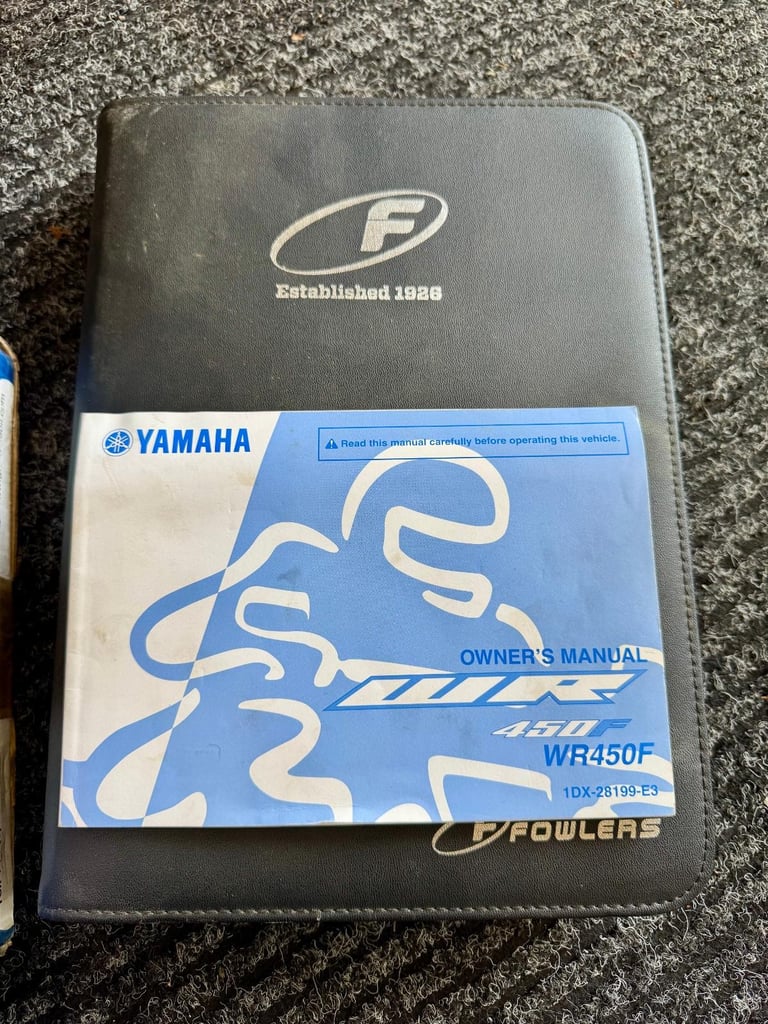 F
Established 1926
YAMAHA
Read this manual carefully before operating this vehicle.
OWNER'S MANUAL
WR
450F
WR450F
1DX-28199-E3
F FOWLERS